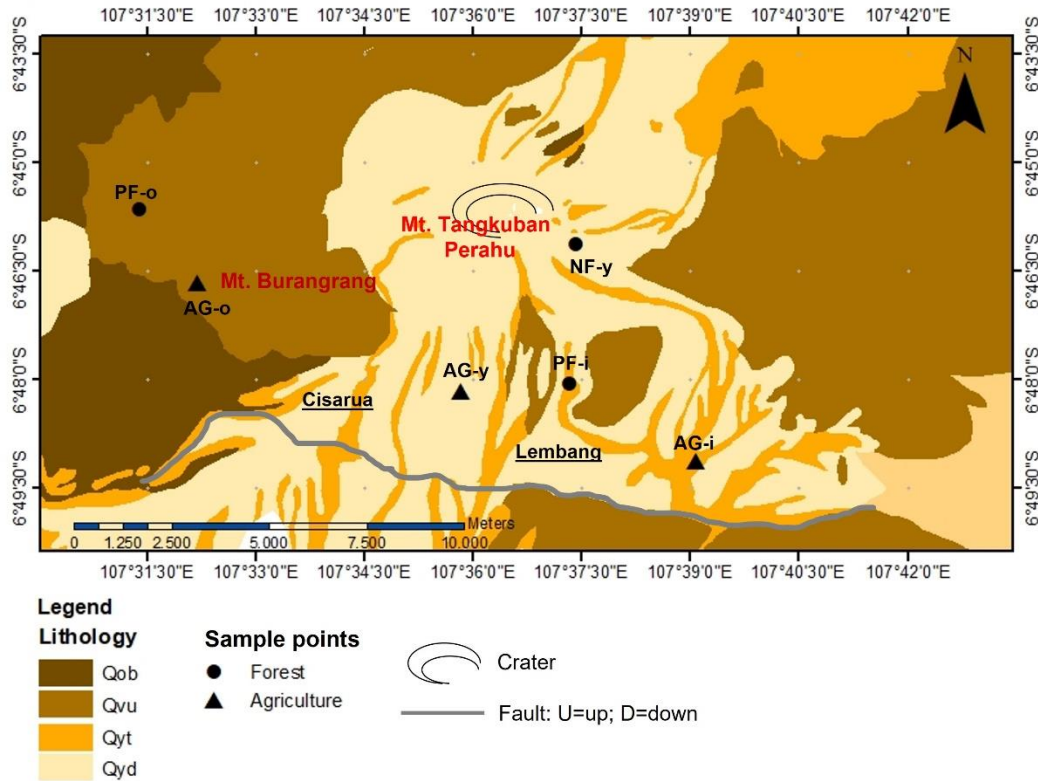 107°31'30"E 107°33'0"E 107°34'30"E 107°36'0"E 107°37'30"E 107°39'0"E 107°40'30"E 107°42'0"E
6°43'30"S 6°43'30"S
N
6°45'0"S 6°45'0"S
PF-o
Mt. Tangkuban
Perahu
NF-y
6°46'30"S 6°46'30"S
Mt. Burangrang
AG-o
PF-i
AG-y
6°48'0"S 6°48'0"S
Cisarua
AG-i
Lembang
6°49'30"S 6°49'30"S
Meters
0 1.250 2.500 5.000 7.500 10.000
107°31'30"E 107°33'0"E 107°34'30"E 107°36'0"E 107°37'30"E 107°39'0"E 107°40'30"E 107°42'0"E
Legend
Lithology
Qob
Qvu
Qyt
Qyd
Sample points
Forest
Agriculture
Crater
Fault: U=up; D=down